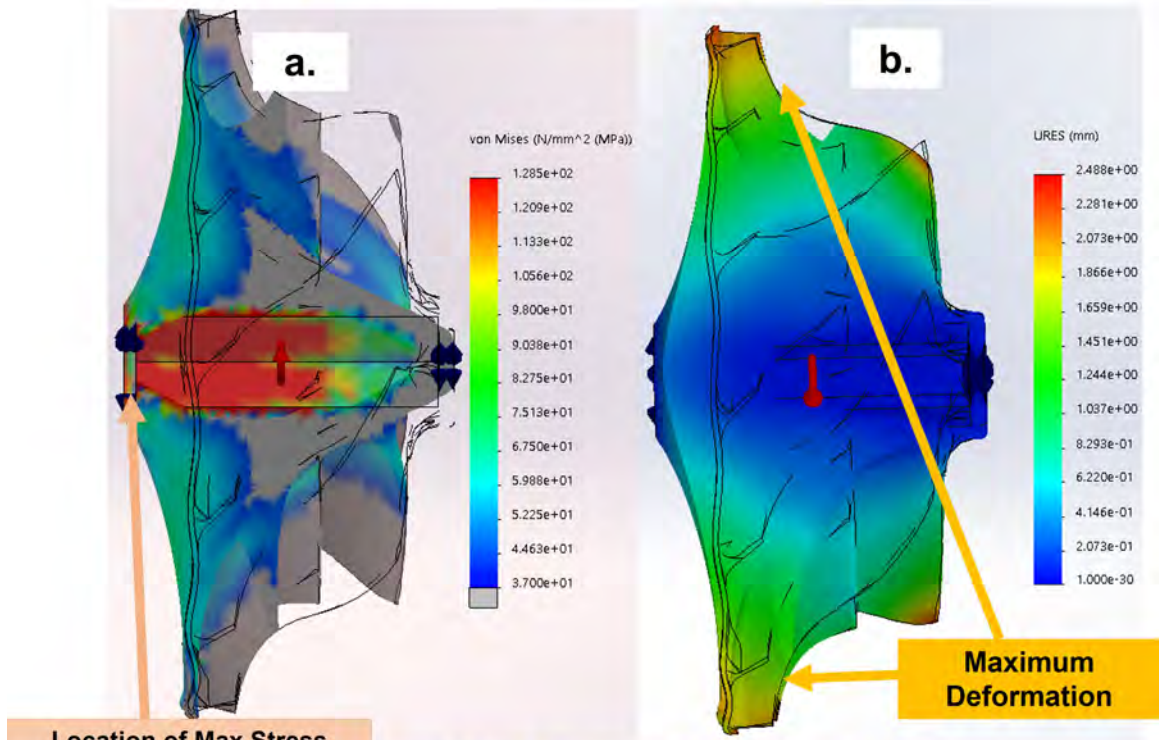 a.
b.
von Mises (N/mm^2 (MPa))
1.285e+02
1.209e+02
1.133e+02
1.056e+02
9.800e+01
9.038e+01
8.275e+01
7.513e+01
6.750e+01
5.988e+01
5.225e+01
4.463e+01
3.700e+01
URES (mm)
2.488e+00
2.281e+00
2.073e+00
1.866e+00
1.659e+00
1.451e+00
1.244e+00
1.037e+00
8.293e-01
6.220e-01
4.146e-01
2.073e-01
1.000e-30
Maximum
Deformation
Location of Max Stress